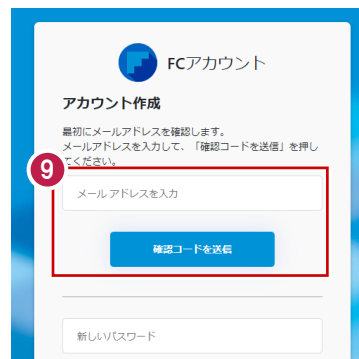 FCアカウント
アカウント作成
最初にメールアドレスを確認します。
メールアドレスを入力して、「確認コードを送信」を押し
てください。
9
メール アドレスを入力
確認コードを送信
新しいパスワード